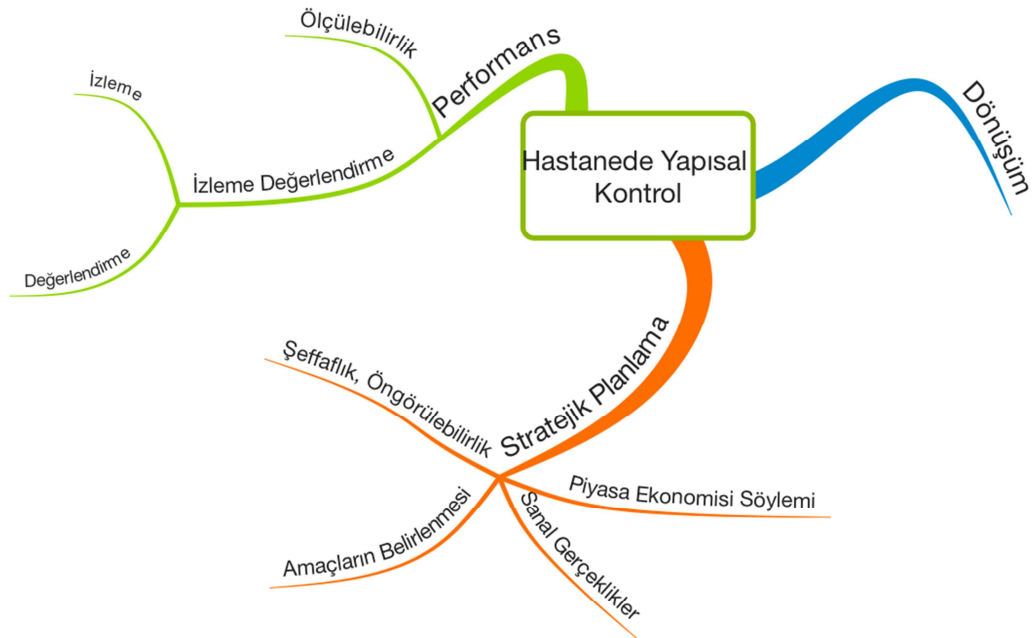 Hastanede Yapısal
Kontrol
Performans
Ölçülebilirlik
İzleme Değerlendirme
İzleme
Değerlendirme
Dönüşüm
Stratejik Planlama
Şeffaflık, Öngörülebilirlik
Amaçların Belirlenmesi
Sanal Gerçeklikler
Piyasa Ekonomisi Söylemi